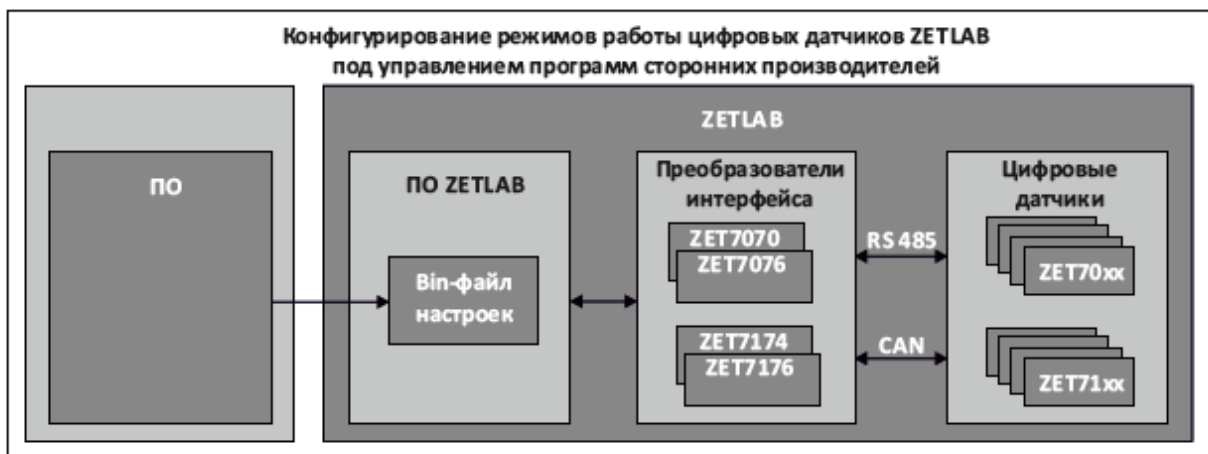 Конфигурирование режимов работы цифровых датчиков ZETLAB
под управлением программ сторонних производителей
ZETLAB
ПО
ПО ZETLAB
Bin-файл
настроек
Преобразователи
интерфейса
ZET7070
ZET7076
ZET7174
ZET7176
RS 485
CAN
Цифровые
датчики
ZET70xx
ZET71xx